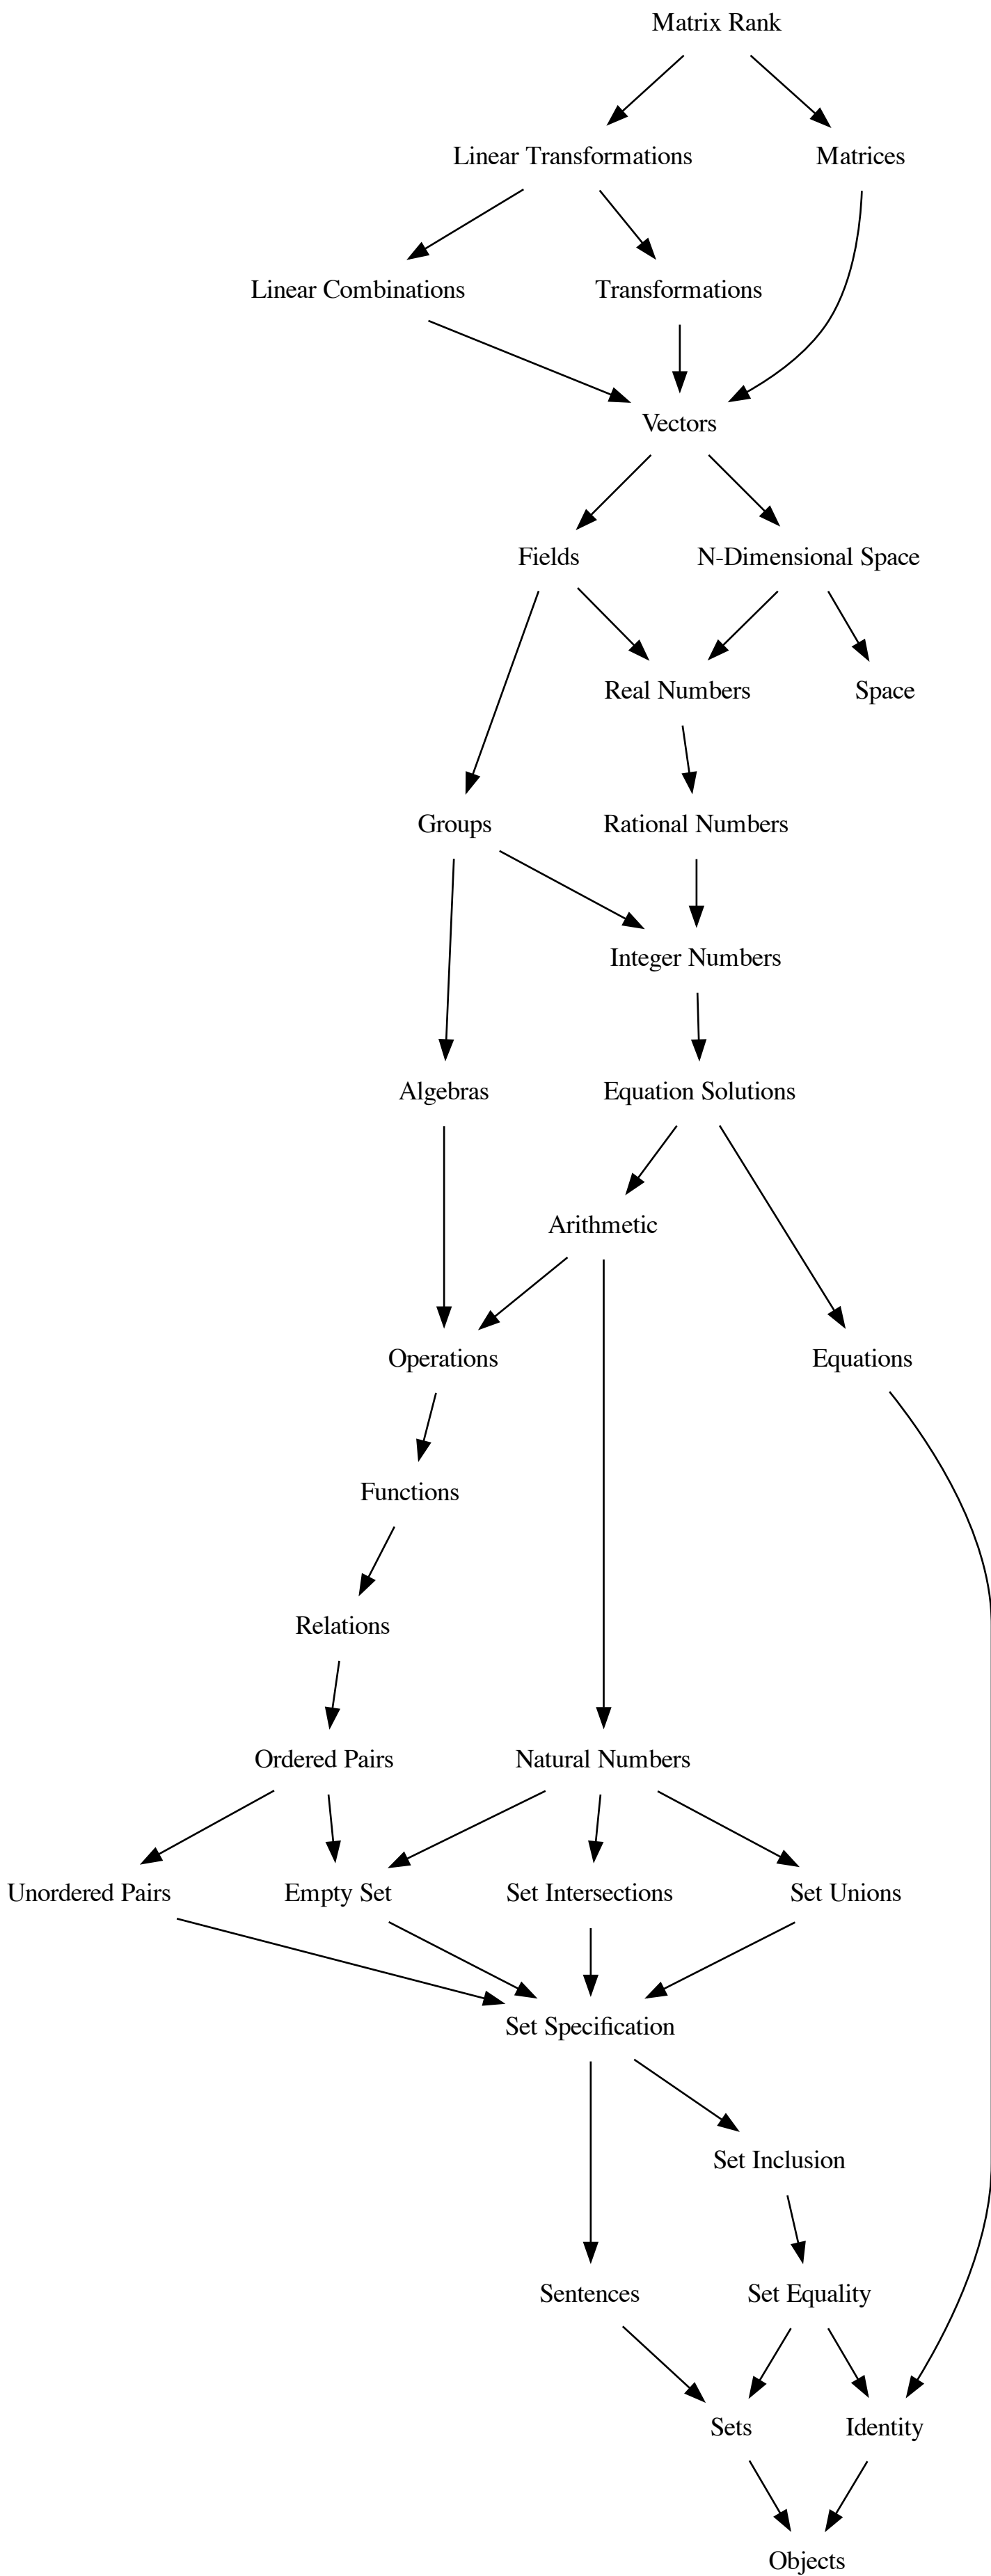 Matrix Rank
Linear Transformations
Matrices
Linear Combinations
Transformations
Vectors
Fields
N-Dimensional Space
Real Numbers
Space
Groups
Rational Numbers
Integer Numbers
Algebras
Equation Solutions
Arithmetic
Operations
Equations
Functions
Relations
Ordered Pairs
Natural Numbers
Unordered Pairs
Empty Set
Set Intersections
Set Unions
Set Specification
Set Inclusion
Sentences
Set Equality
Sets
Identity
Objects